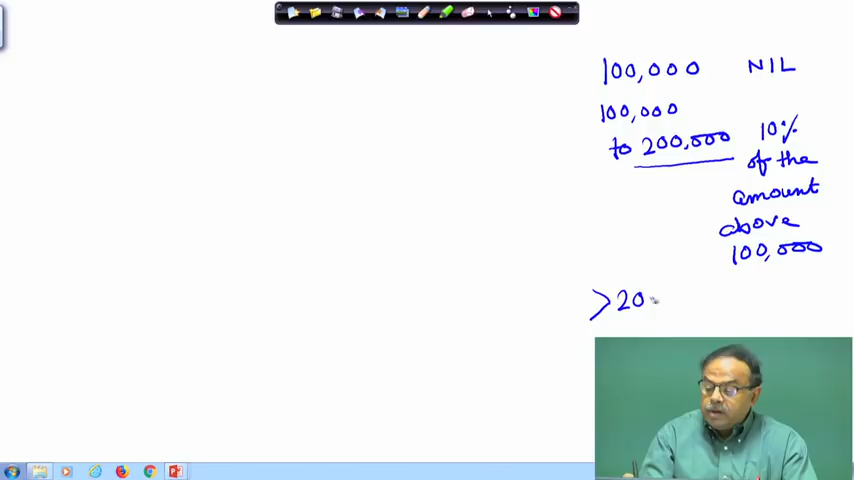 100,000 NIL
100,000
to 200,000 10%
of the
amount
above
100,000
>20